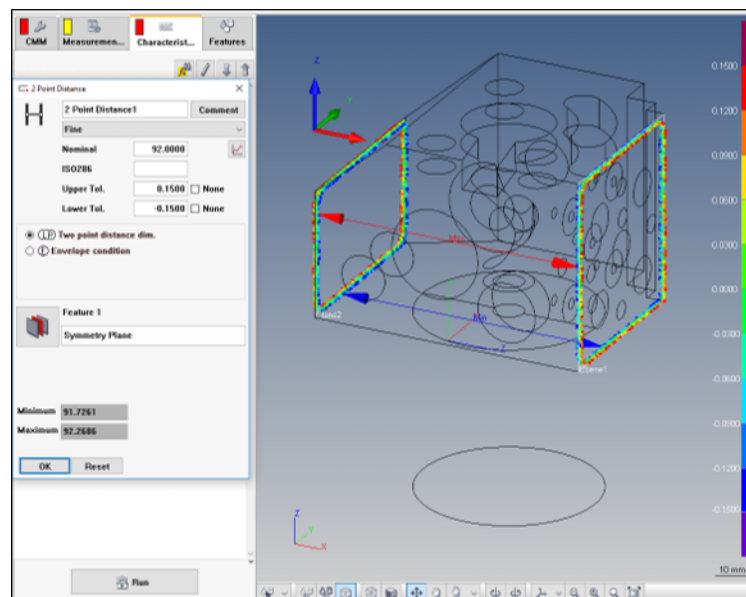 CMM
Measuremen...
Characterist...
Features
2 Point Distance
2 Point Distance1
Comment
Fine
Nominal
92.0000
ISO286
Upper Tol.
0.1500
None
Lower Tol.
-0.1500
None
LP Two point distance dim.
E Envelope condition
Feature 1
Symmetry Plane
Minimum
91.7261
Maximum
92.2686
OK
Reset
Run
Z
Y
Max
Min
Z
Y
X
0.1500
0.1200
0.0900
0.0600
0.0300
0.0000
-0.0300
-0.0600
-0.0900
-0.1200
-0.1500
10 mm